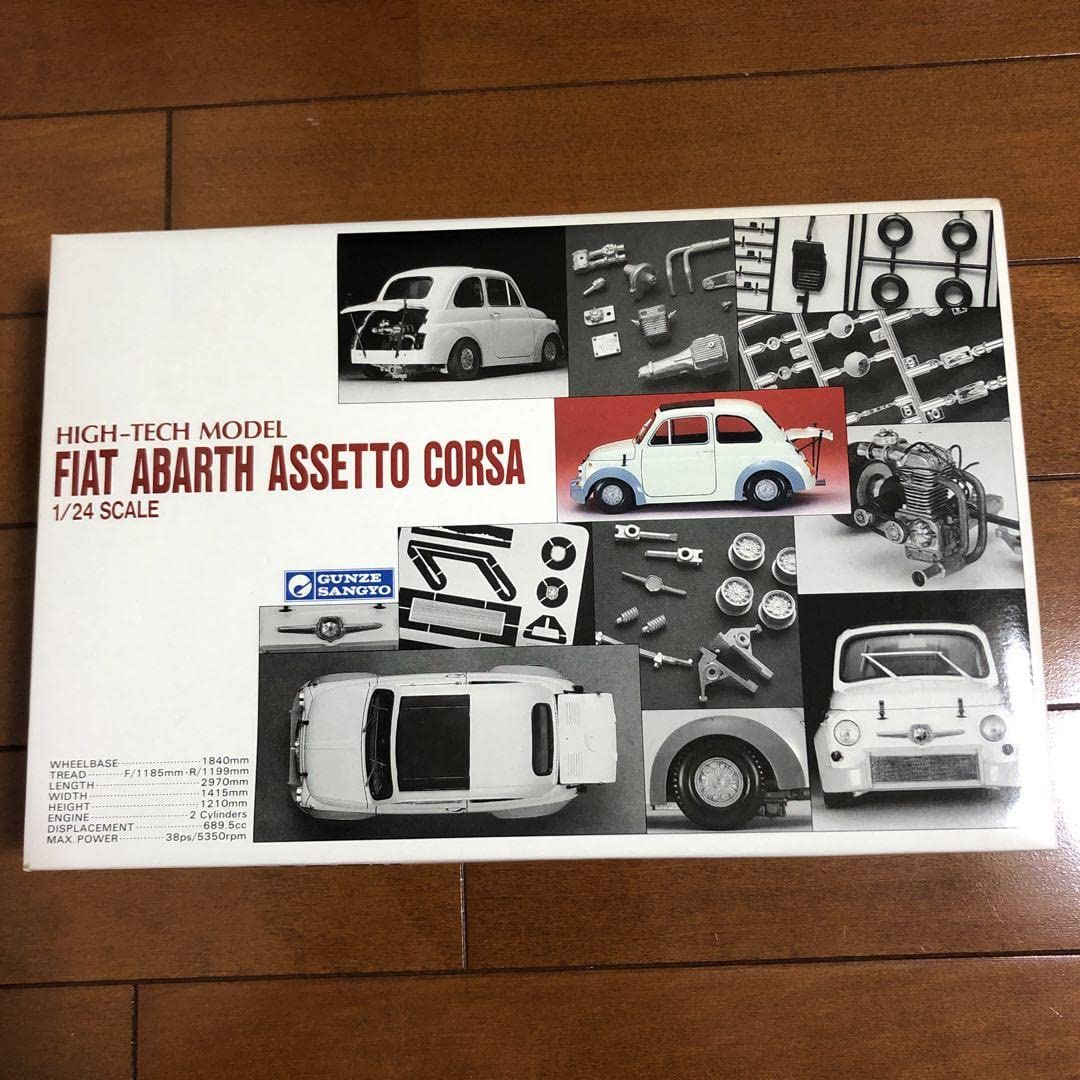 HIGH-TECH MODEL
FIAT ABARTH ASSETTO CORSA
1/24 SCALE
GUNZE
SANGYO
WHEELBASE 1840mm
TREAD F/1185mm·R/1199mm
LENGTH 2970mm
WIDTH 1415mm
HEIGHT 1210mm
ENGINE 2 Cylinders
DISPLACEMENT 689.5cc
MAX. POWER 38ps/5350rpm